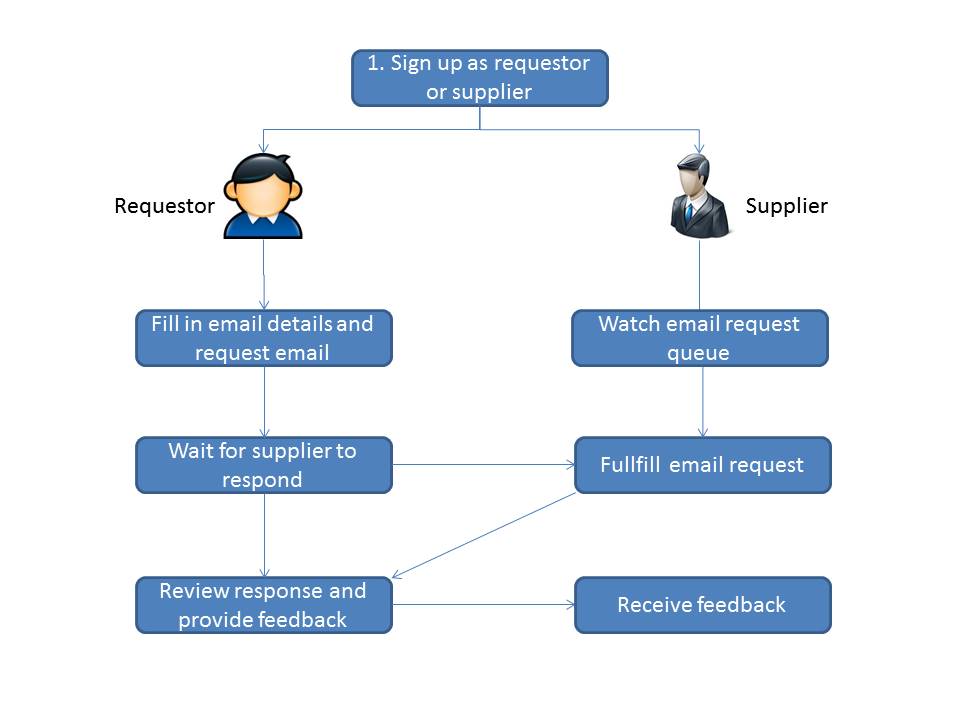 1. Sign up as requestor
or supplier
Requestor
Supplier
Fill in email details and
request email
Watch email request
queue
Wait for supplier to
respond
Fullfill email request
Review response and
provide feedback
Receive feedback